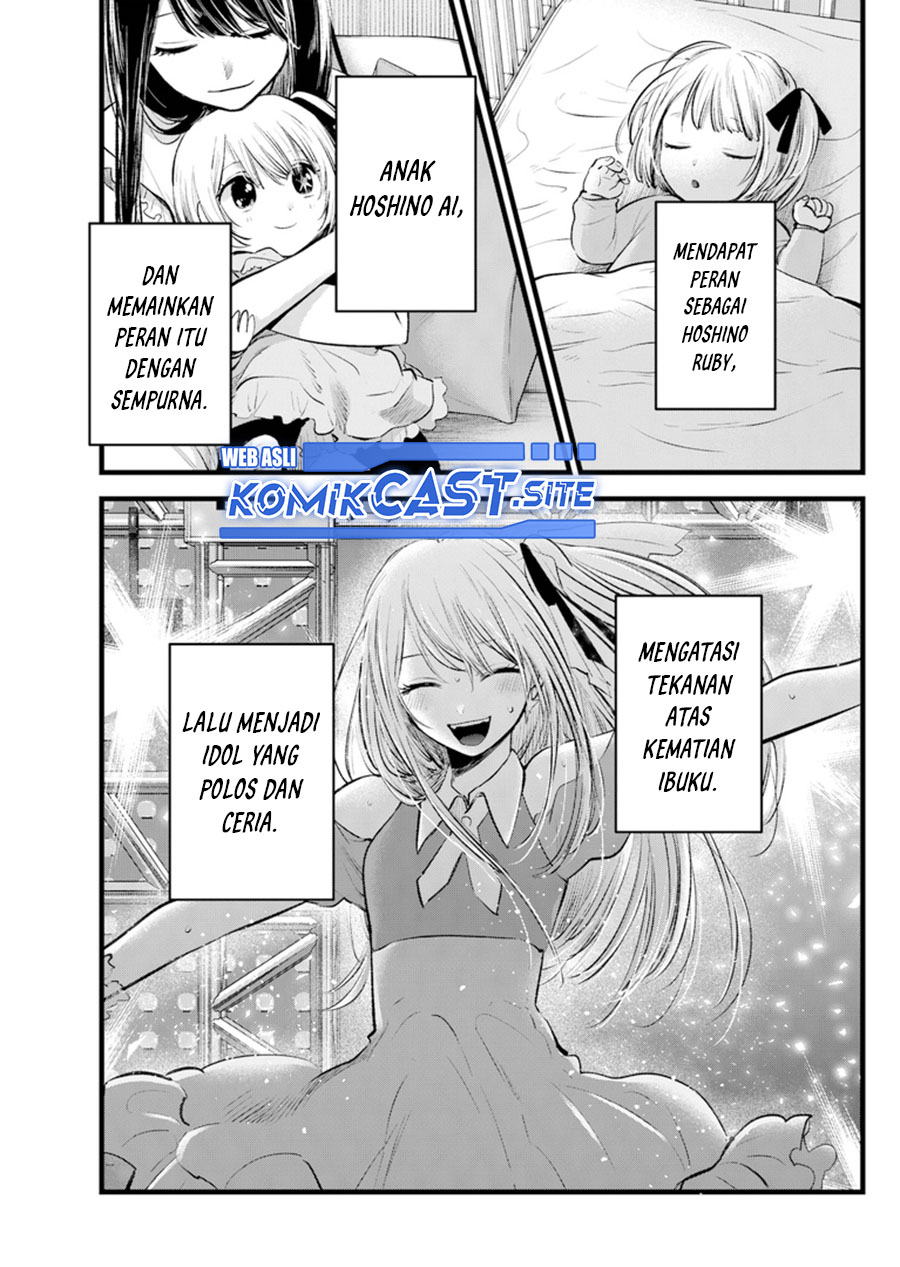 MENDAPAT
PERAN
SEBAGAI
HOSHINO
RUBY,
ANAK
HOSHINO AI,
DAN
MEMAINKAN
PERAN ITU
DENGAN
SEMPURNA.
WEB ASLI
KOMIKCAST.SITE
MENGATASI
TEKANAN
ATAS
KEMATIAN
IBUKU.
LALU MENJADI
IDOL YANG
POLOS DAN
CERIA.